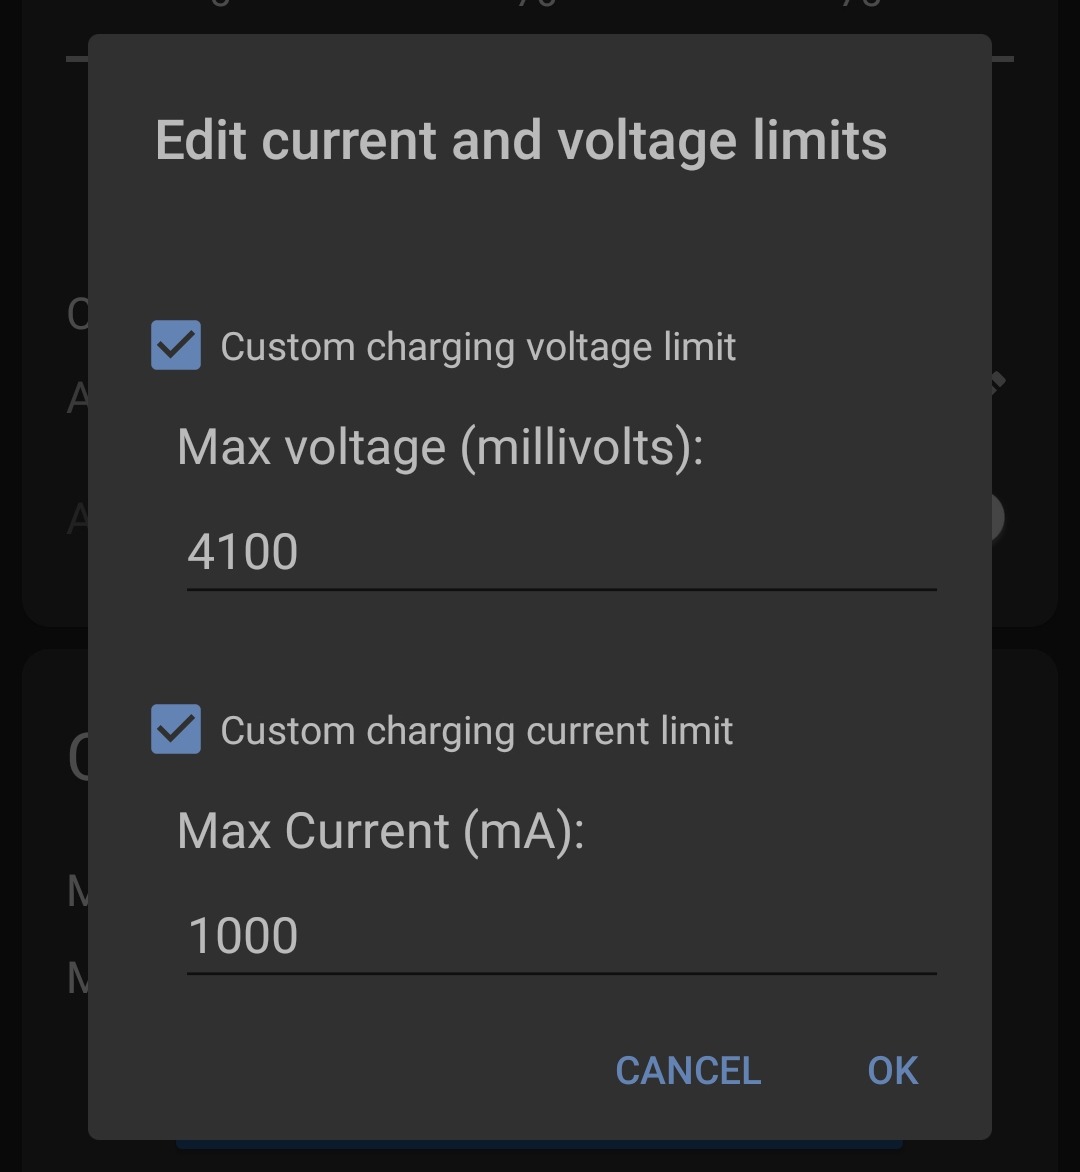 Edit current and voltage limits
Custom charging voltage limit
Max voltage (millivolts):
4100
Custom charging current limit
Max Current (mA):
1000
CANCEL OK